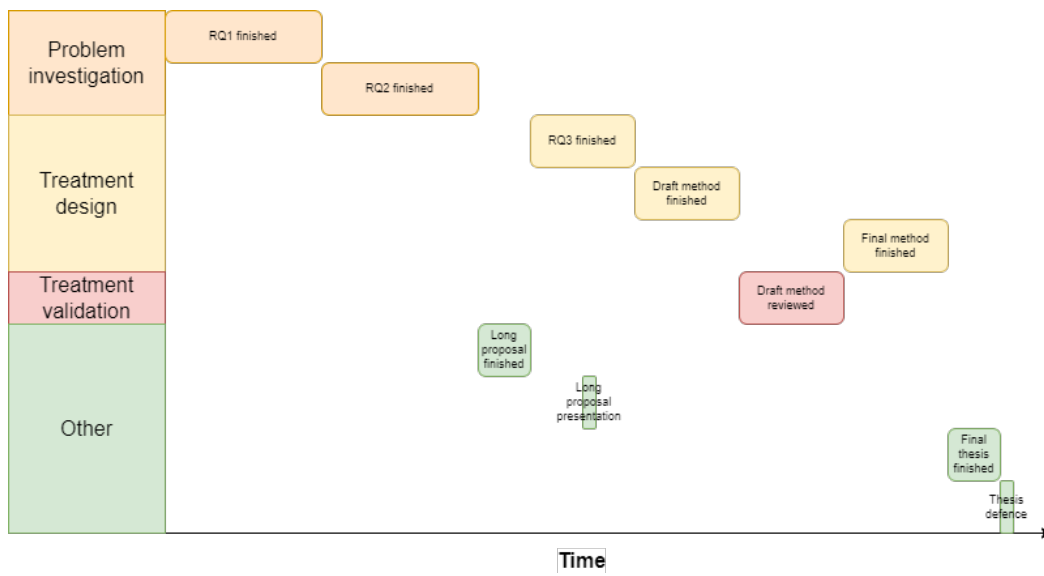 Problem
investigation
RQ1 finished
RQ2 finished
Treatment
design
RQ3 finished
Draft method
finished
Final method
finished
Treatment
validation
Draft method
reviewed
Other
Long
proposal
finished
Long
proposal
presentation
Final
thesis
finished
Thesis
defence
Time